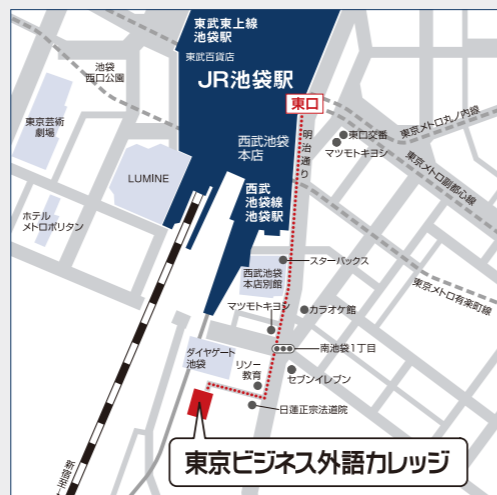 東武東上線
池袋駅
東武百貨店
JR池袋駅
池袋
西口公園
東口
東京芸術
劇場
明治通り
東口交番
マツモトキヨシ
東京メトロ丸ノ内線
東京メトロ副都心線
西武池袋
本店
LUMINE
西武
池袋線
池袋駅
ホテル
メトロポリタン
スターバックス
西武池袋
本店別館
東京メトロ有楽町線
マツモトキヨシ
カラオケ館
ダイヤゲート
池袋
南池袋1丁目
リソー
教育
セブンイレブン
日蓮正宗法道院
東京ビジネス外語カレッジ
新宿至